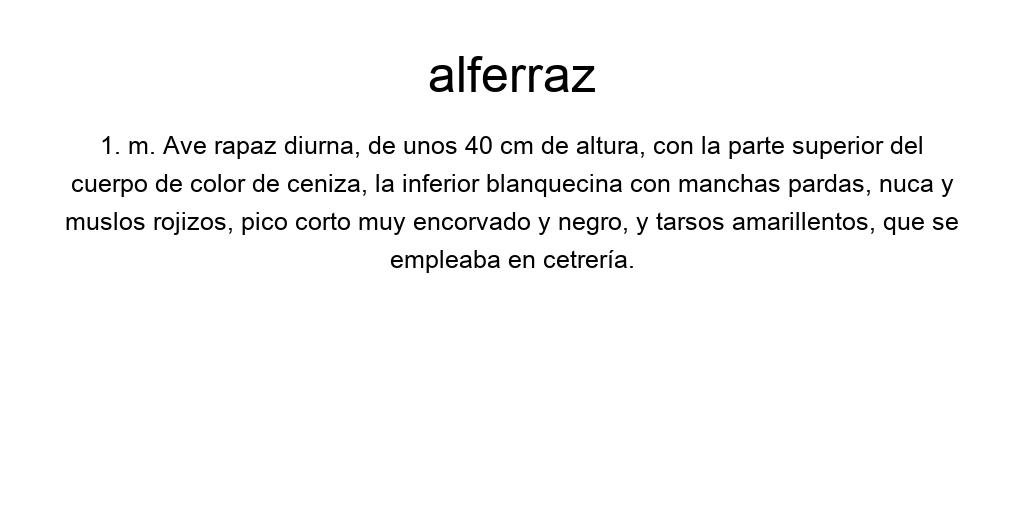 alferraz
1. m. Ave rapaz diurna, de unos 40 cm de altura, con la parte superior del
cuerpo de color de ceniza, la inferior blanquecina con manchas pardas, nuca y
muslos rojizos, pico corto muy encorvado y negro, y tarsos amarillentos, que se
empleaba en cetrería.